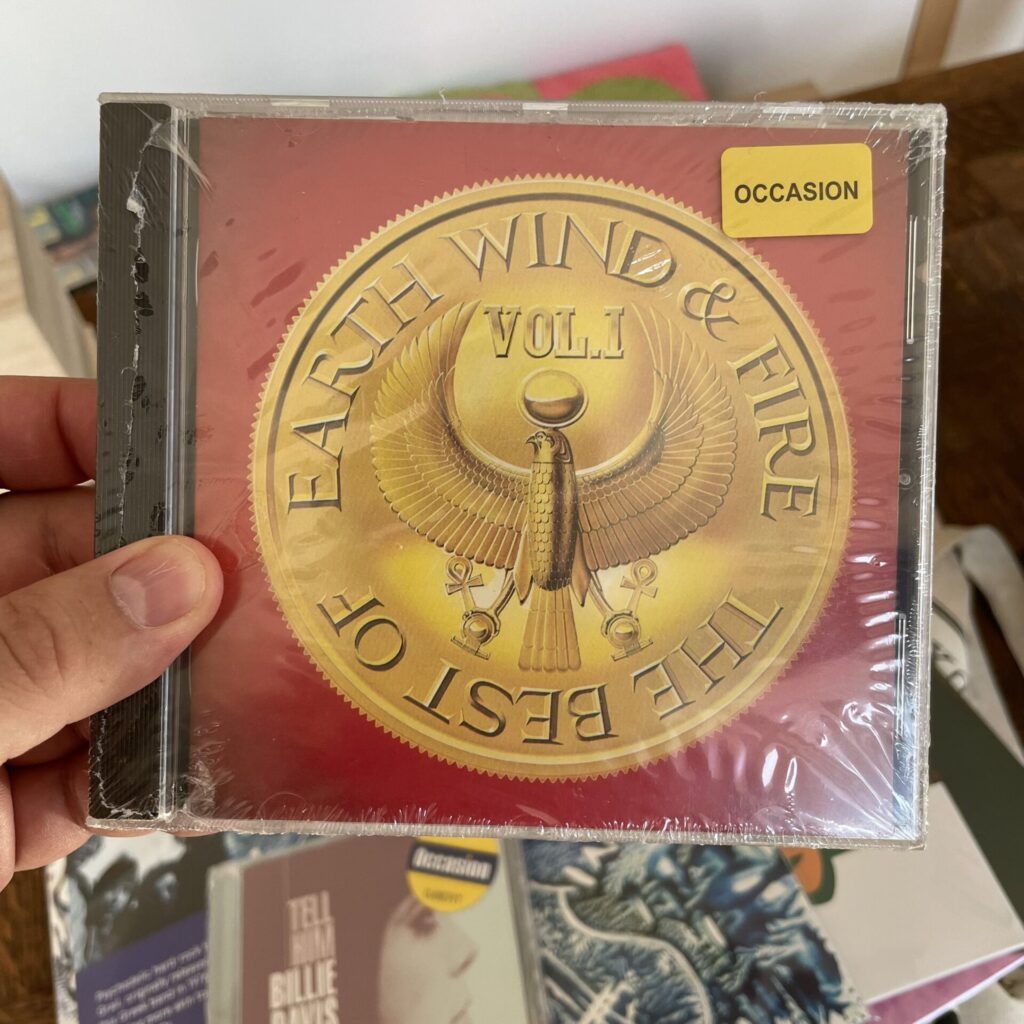 OCCASION
EARTH WIND & FIRE
VOL.I
THE BEST OF
Occasion
TELL
HIM
BILLIE
DAVIS